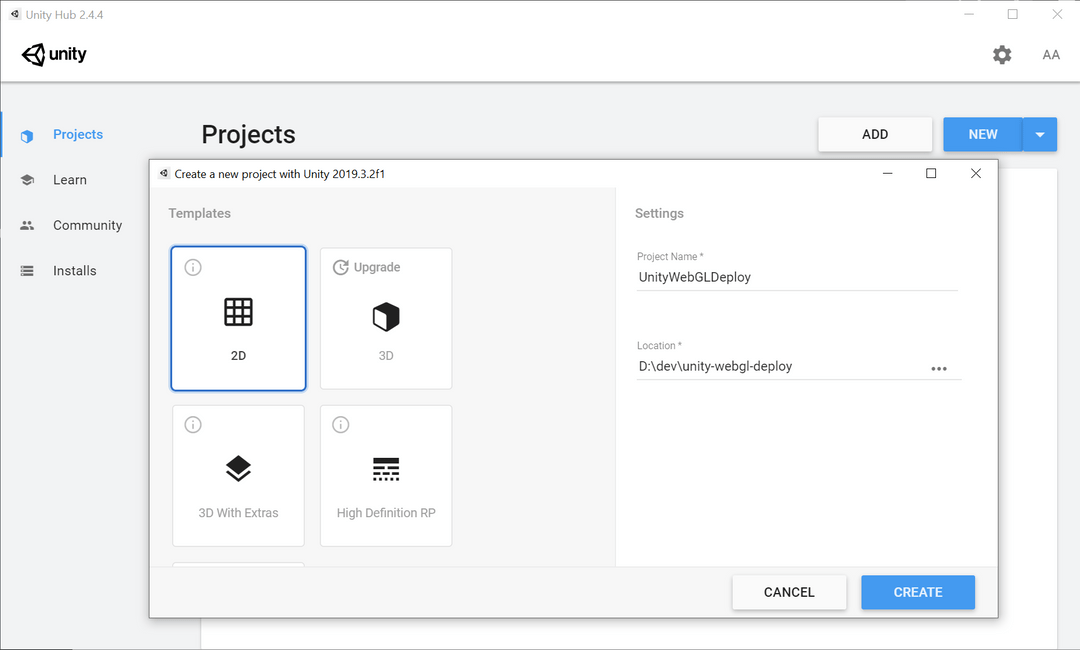 Unity Hub 2.4.4
unity
AA
Projects
Learn
Community
Installs
Projects
ADD
NEW
Create a new project with Unity 2019.3.2f1
Templates
2D
Upgrade
3D
3D With Extras
High Definition RP
Settings
Project Name *
UnityWebGLDeploy
Location *
D:\dev\unity-webgl-deploy
CANCEL
CREATE